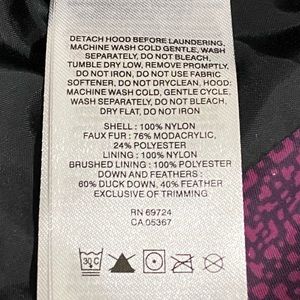 DETACH HOOD BEFORE LAUNDERING,
MACHINE WASH COLD GENTLE, WASH
SEPARATELY, DO NOT BLEACH,
TUMBLE DRY LOW, REMOVE PROMPTLY,
DO NOT IRON, DO NOT USE FABRIC
SOFTENER, DO NOT DRYCLEAN, HOOD:
MACHINE WASH COLD, GENTLE CYCLE,
WASH SEPARATELY, DO NOT BLEACH,
DRY FLAT, DO NOT IRON
SHELL : 100% NYLON
FAUX FUR : 76% MODACRYLIC,
24% POLYESTER
LINING : 100% NYLON
BRUSHED LINING : 100% POLYESTER
DOWN AND FEATHERS :
60% DUCK DOWN, 40% FEATHER
EXCLUSIVE OF TRIMMING.
RN 69724
CA 05367
30 C